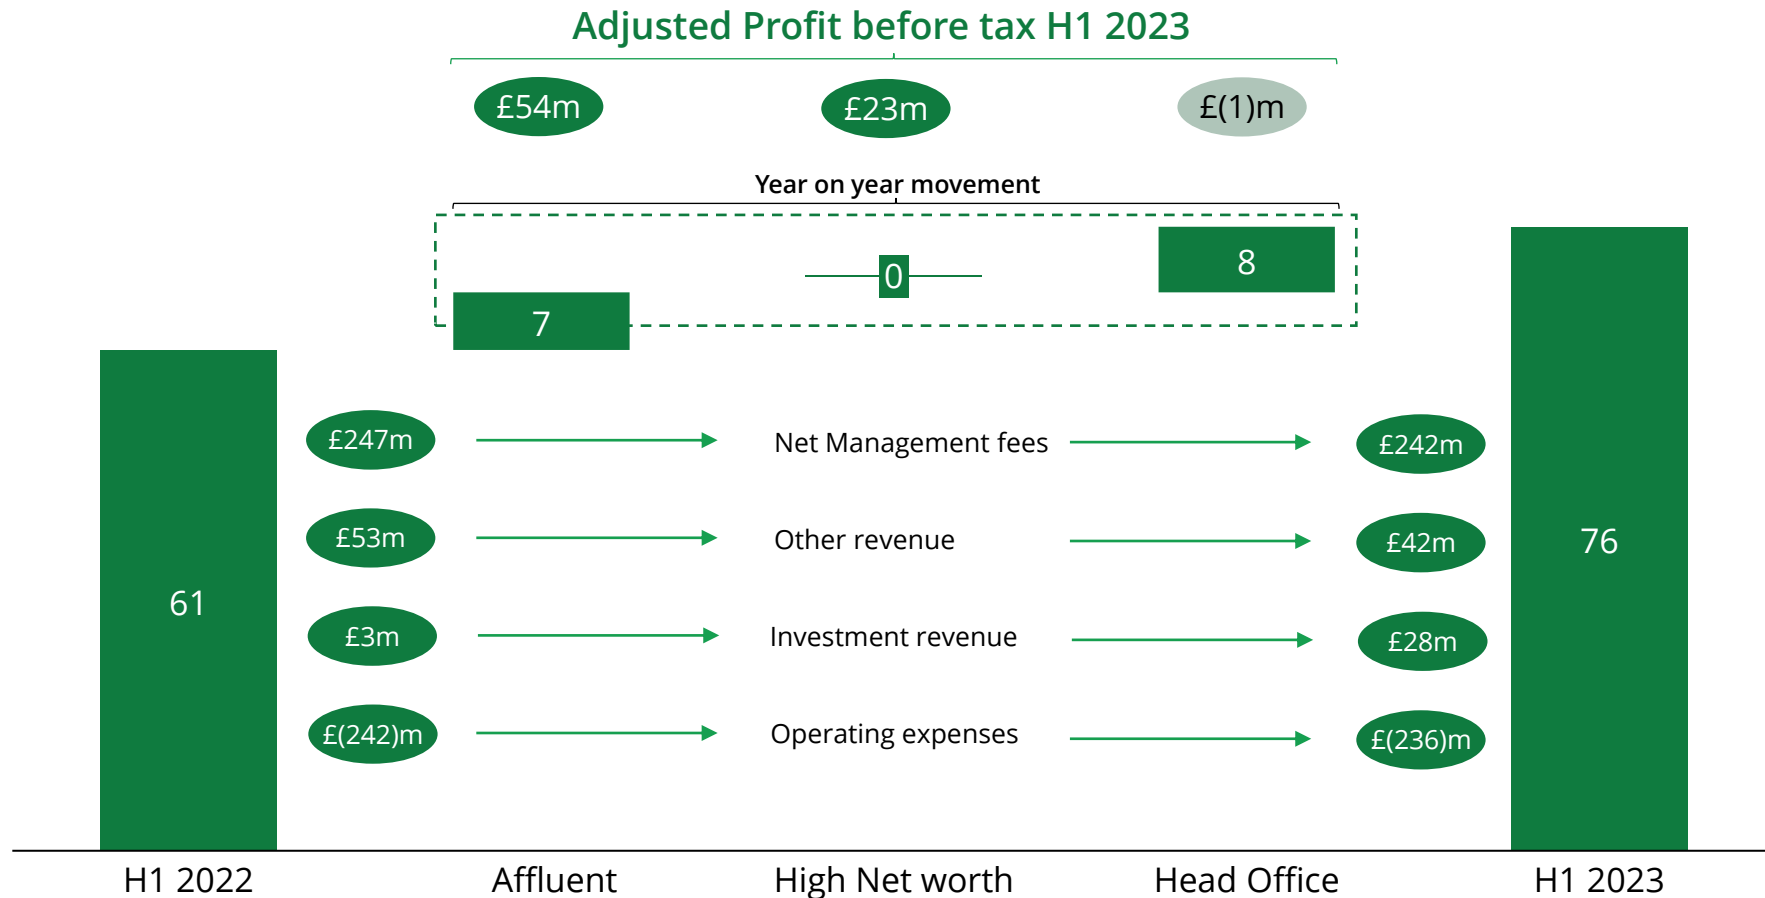 Adjusted Profit before tax H1 2023
£54m
£23m
£(1)m
Year on year movement
7
0
8
61
76
£247m
Net Management fees
£242m
£53m
Other revenue
£42m
£3m
Investment revenue
£28m
£(242)m
Operating expenses
£(236)m
H1 2022
Affluent
High Net worth
Head Office
H1 2023